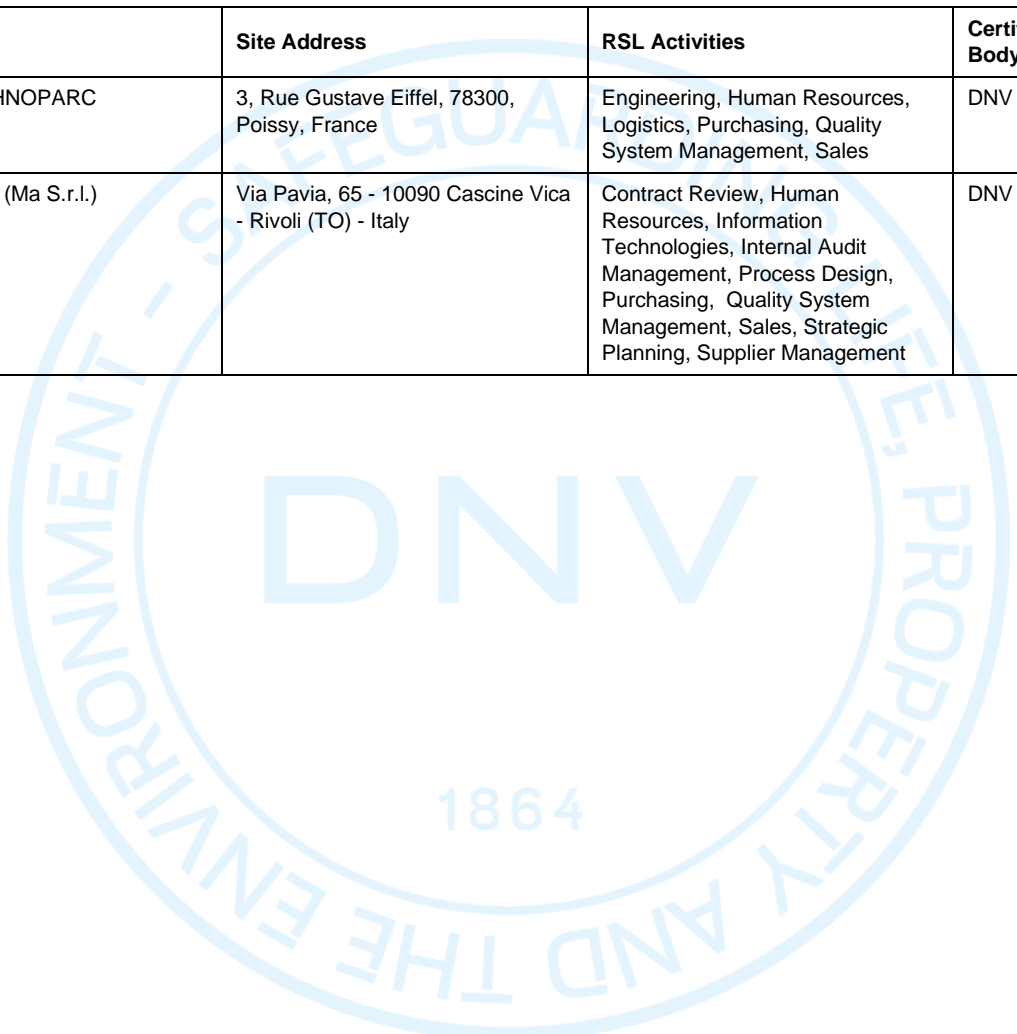 Site Address
RSL Activities
Certi
Body
HNOPARC
3, Rue Gustave Eiffel, 78300,
Poissy, France
Engineering, Human Resources,
Logistics, Purchasing, Quality
System Management, Sales
DNV
(Ma S.r.l.)
Via Pavia, 65 - 10090 Cascine Vica
- Rivoli (TO) - Italy
Contract Review, Human
Resources, Information
Technologies, Internal Audit
Management, Process Design,
Purchasing, Quality System
Management, Sales, Strategic
Planning, Supplier Management
DNV
SAFEGUARDING LIFE, PROPERTY AND THE ENVIRONMENT -
DNV
1864